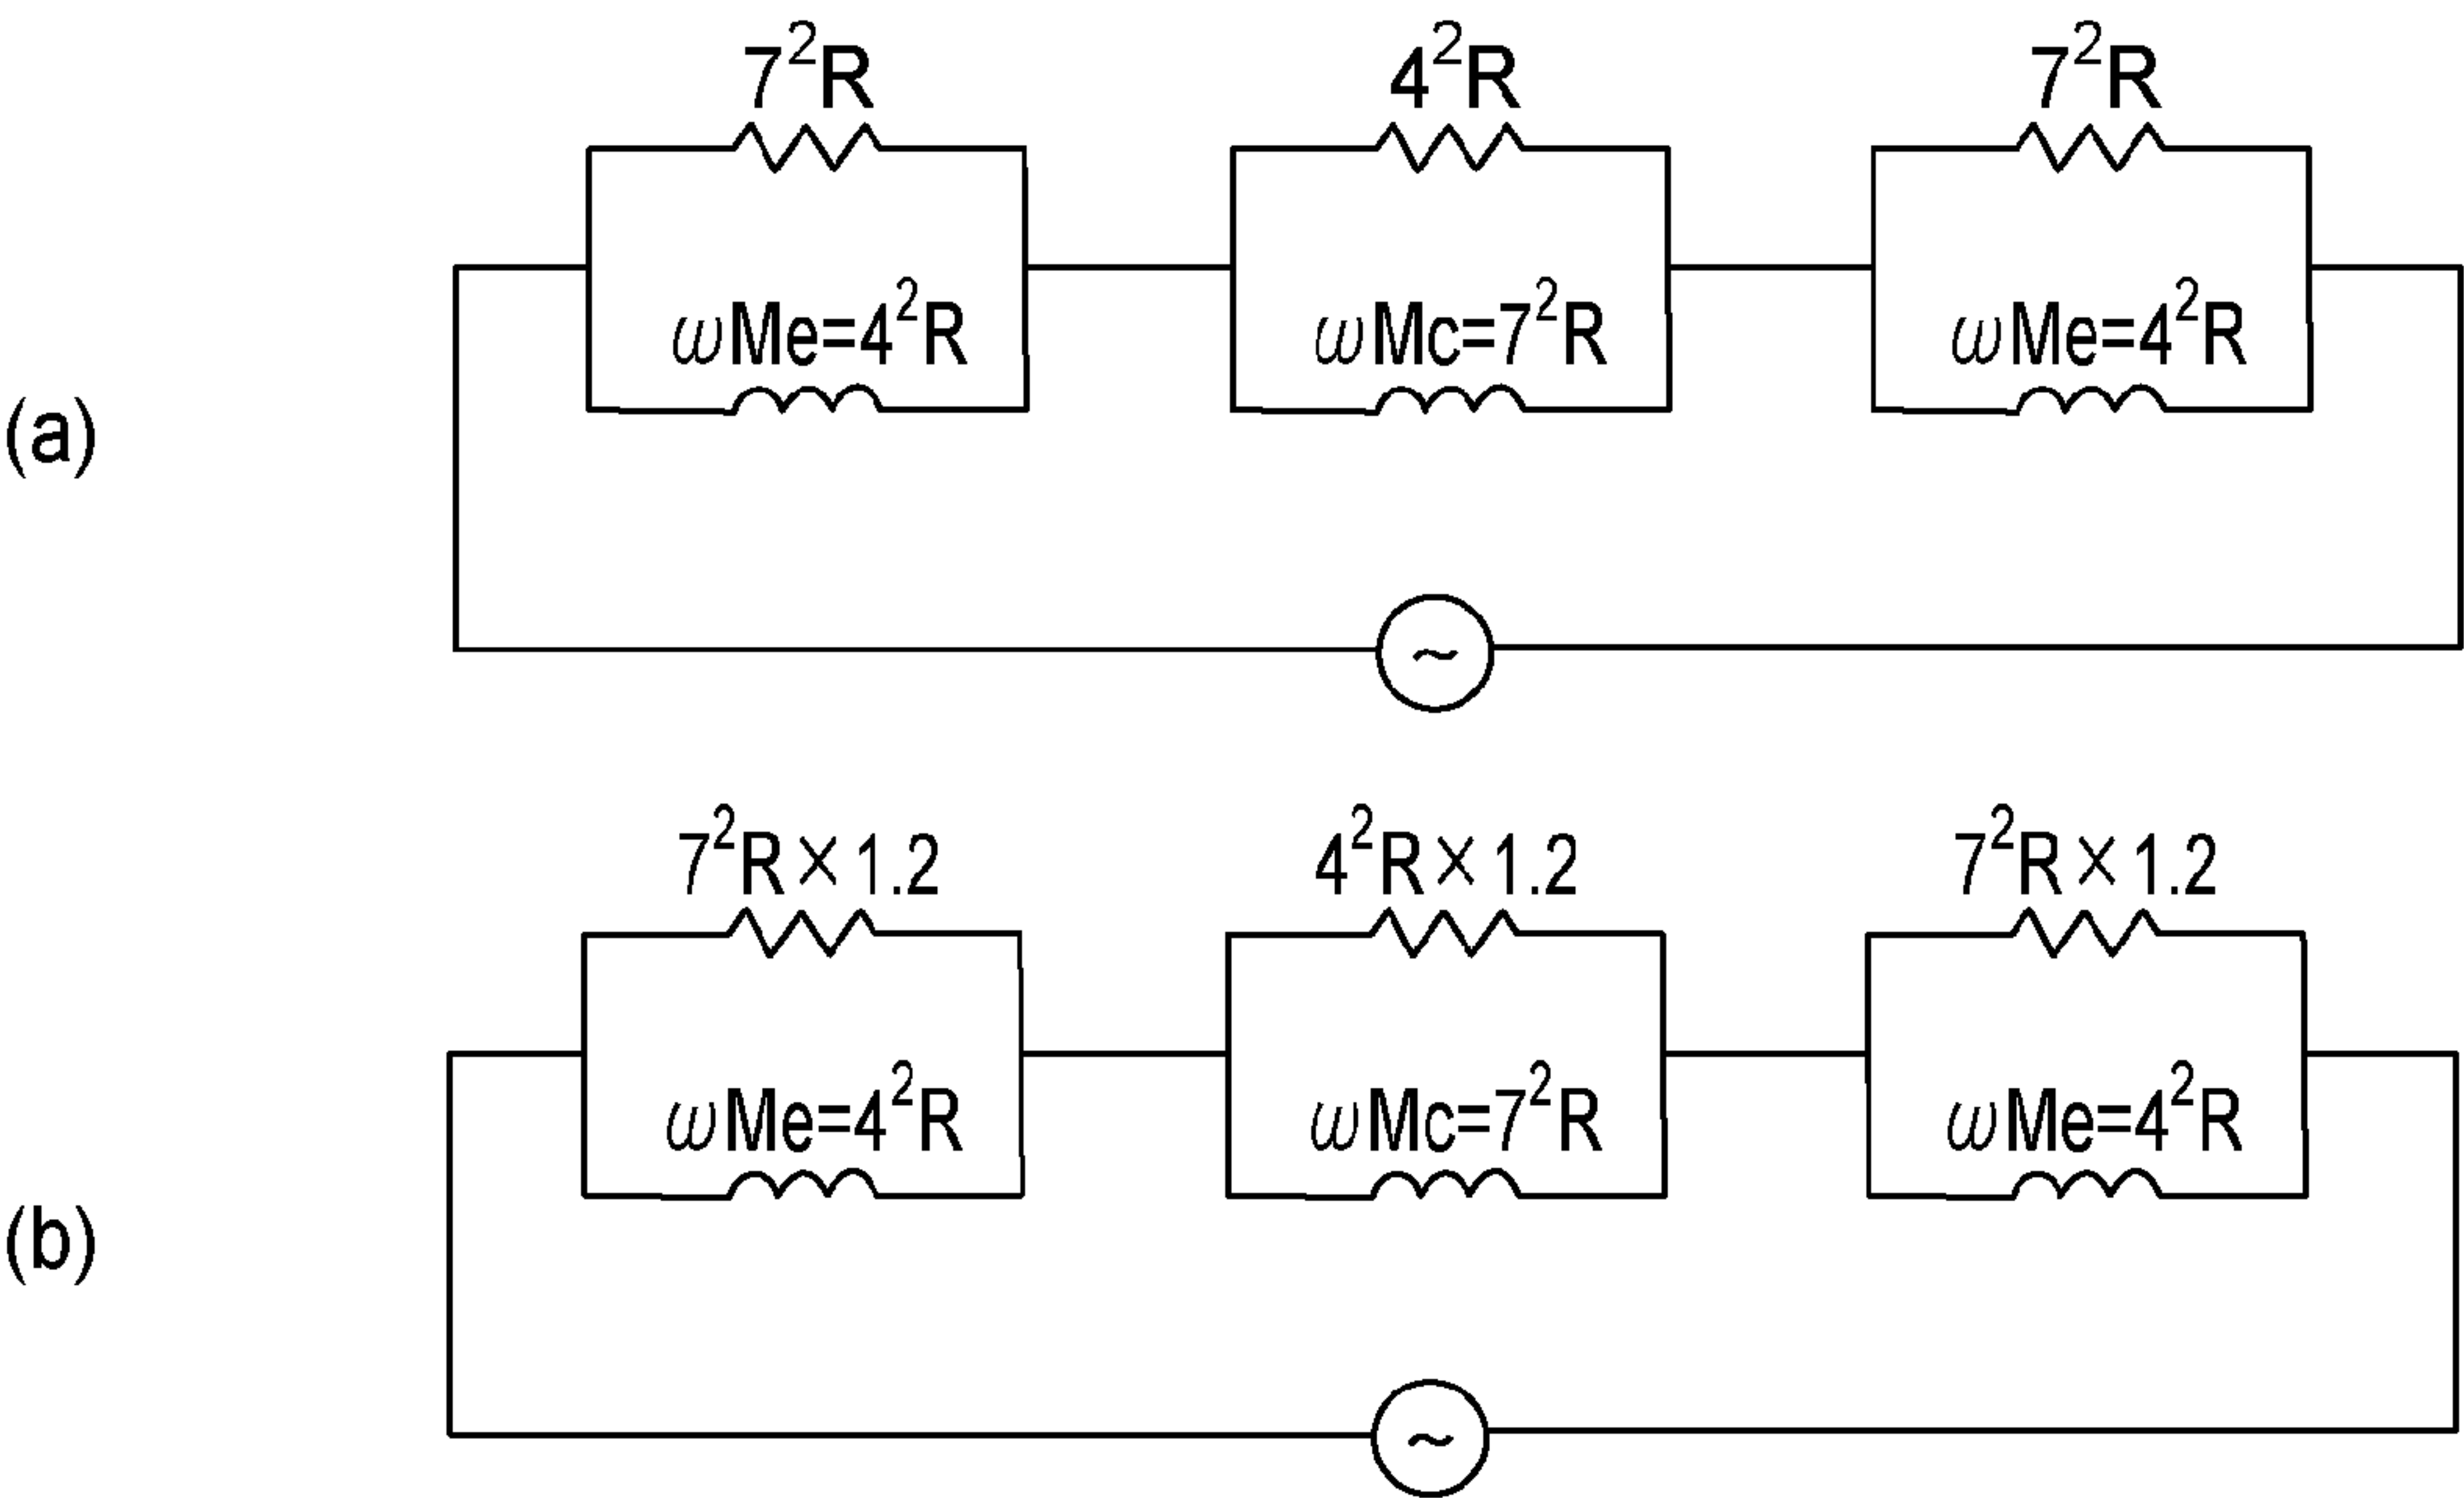 7²R 4²R 7²R
ωMe=4²R ωMc=7²R ωMe=4²R
(a)
~
7²R×1.2 4²R×1.2 7²R×1.2
ωMe=4²R ωMc=7²R ωMe=4²R
(b)
~